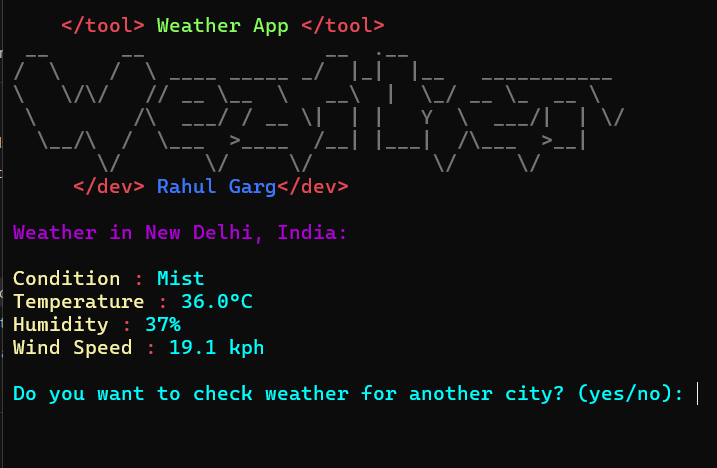 </tool> Weather App </tool>
Weather
</dev> Rahul Garg</dev>
Weather in New Delhi, India:
Condition : Mist
Temperature : 36.0°C
Humidity : 37%
Wind Speed : 19.1 kph
Do you want to check weather for another city? (yes/no):